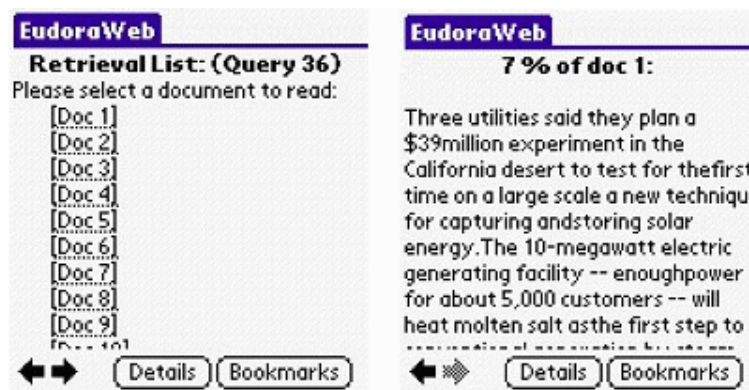 EudoraWeb
Retrieval List: (Query 36)
Please select a document to read:
[Doc 1]
[Doc 2]
[Doc 3]
[Doc 4]
[Doc 5]
[Doc 6]
[Doc 7]
[Doc 8]
[Doc 9]
Details
Bookmarks
EudoraWeb
7 % of doc 1:
Three utilities said they plan a
$39million experiment in the
California desert to test for thefirst
time on a large scale a new techniqu
for capturing andstoring solar
energy.The 10-megawatt electric
generating facility -- enoughpower
for about 5,000 customers -- will
heat molten salt asthe first step to
Details
Bookmarks